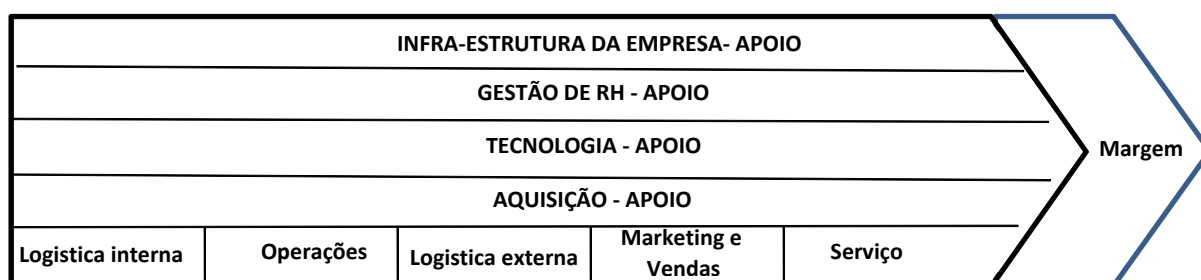 INFRA-ESTRUTURA DA EMPRESA- APOIO
GESTÃO DE RH - APOIO
TECNOLOGIA - APOIO
Margem
AQUISIÇÃO - APOIO
Logistica interna
Operações
Logistica externa
Marketing e
Vendas
Serviço